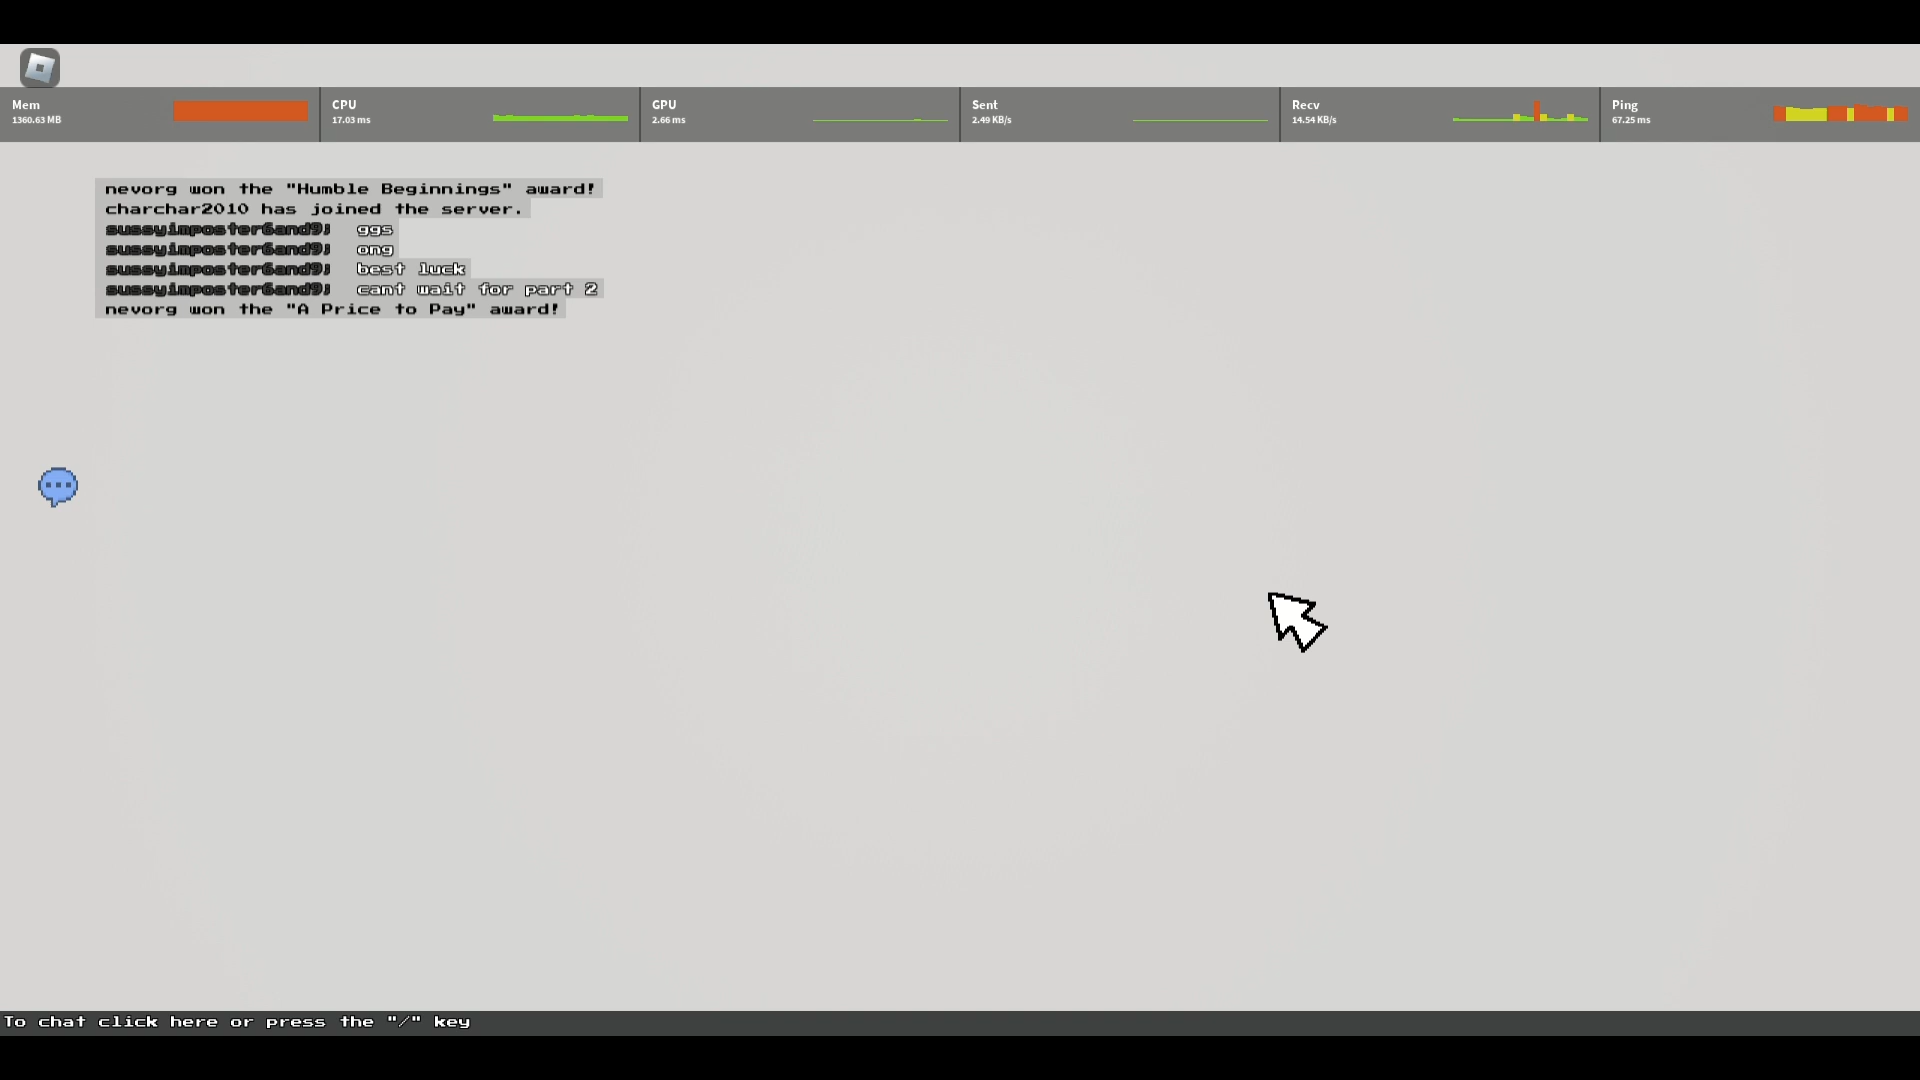 Mem CPU GPU Sent Recv Ping
1360.63 MB 17.03 ms 2.66 ms 2.49 KB/s 14.54 KB/s 67.25 ms
nevorg won the "Humble Beginnings" award!
charchar2010 has joined the server.
sussyimposter6and9: ggs
sussyimposter6and9: ong
sussyimposter6and9: best luck
sussyimposter6and9: cant wait for part 2
nevorg won the "A Price to Pay" award!
To chat click here or press the "/" key